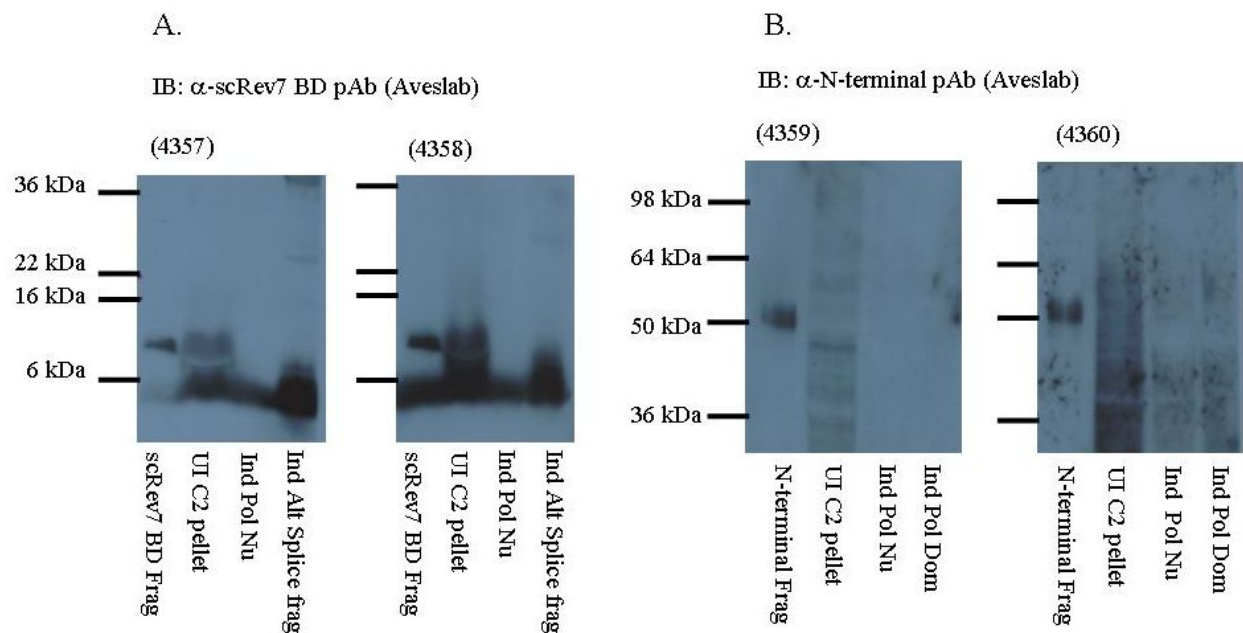 A.
IB: α-scRev7 BD pAb (Aveslab)
(4357)
(4358)
36 kDa
22 kDa
16 kDa
6 kDa
scRev7 BD Frag
UI C2 pellet
Ind Pol Nu
Ind Alt Splice frag
scRev7 BD Frag
UI C2 pellet
Ind Pol Nu
Ind Alt Splice frag
B.
IB: α-N-terminal pAb (Aveslab)
(4359)
(4360)
98 kDa
64 kDa
50 kDa
36 kDa
N-terminal Frag
UI C2 pellet
Ind Pol Nu
Ind Pol Dom
N-terminal Frag
UI C2 pellet
Ind Pol Nu
Ind Pol Dom